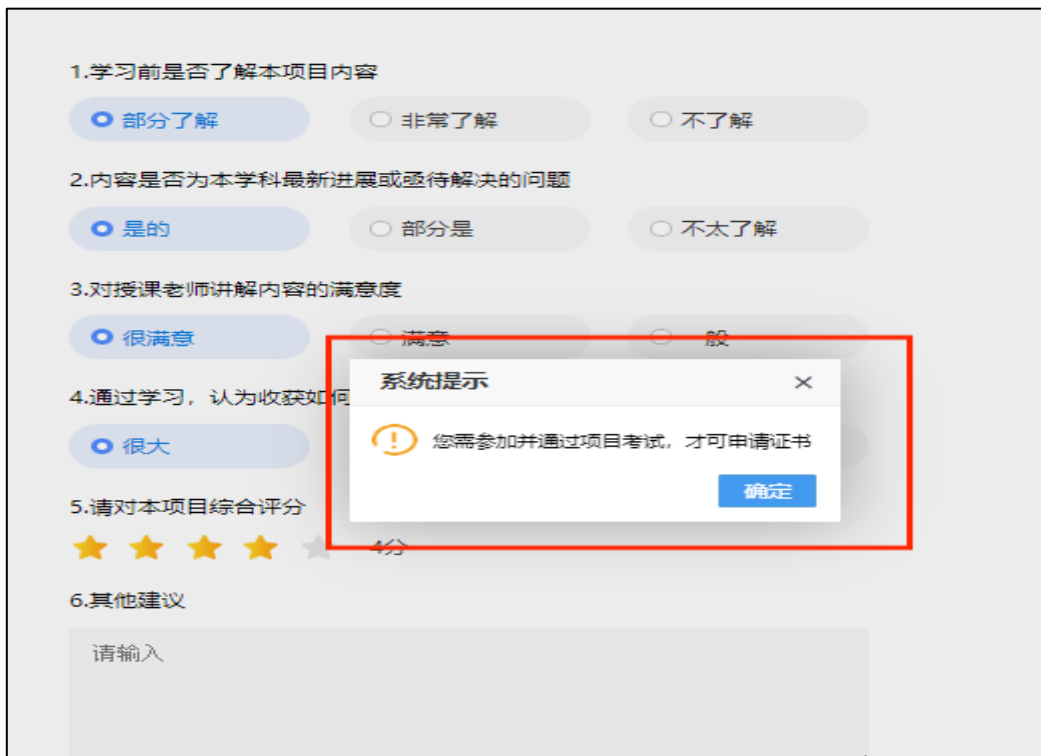 1.学习前是否了解本项目内容
部分了解 非常了解 不了解
2.内容是否为本学科最新进展或亟待解决的问题
是的 部分是 不太了解
3.对授课老师讲解内容的满意度
很满意 满意 一般
系统提示
4.通过学习，认为收获如何
您需参加并通过项目考试，才可申请证书
很大
确定
5.请对本项目综合评分
4分
6.其他建议
请输入